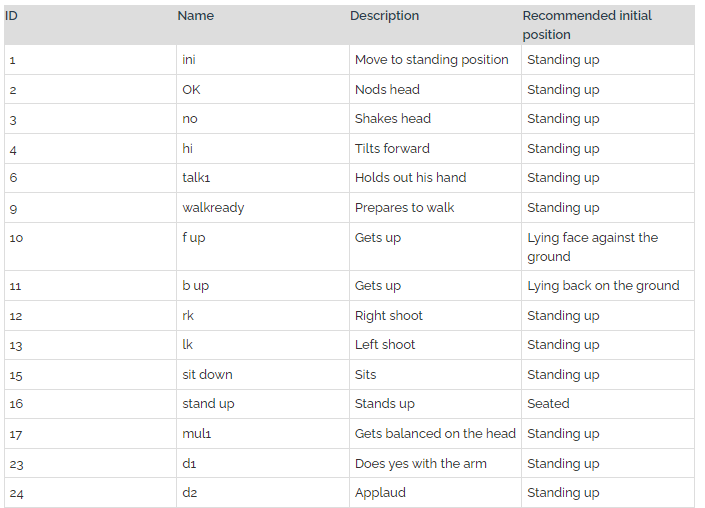 ID Name Description Recommended initial
position
1 ini Move to standing position Standing up
2 OK Nods head Standing up
3 no Shakes head Standing up
4 hi Tilts forward Standing up
6 talk1 Holds out his hand Standing up
9 walkready Prepares to walk Standing up
10 f up Gets up Lying face against the
ground
11 b up Gets up Lying back on the ground
12 rk Right shoot Standing up
13 lk Left shoot Standing up
15 sit down Sits Standing up
16 stand up Stands up Seated
17 mul1 Gets balanced on the head Standing up
23 d1 Does yes with the arm Standing up
24 d2 Applaud Standing up